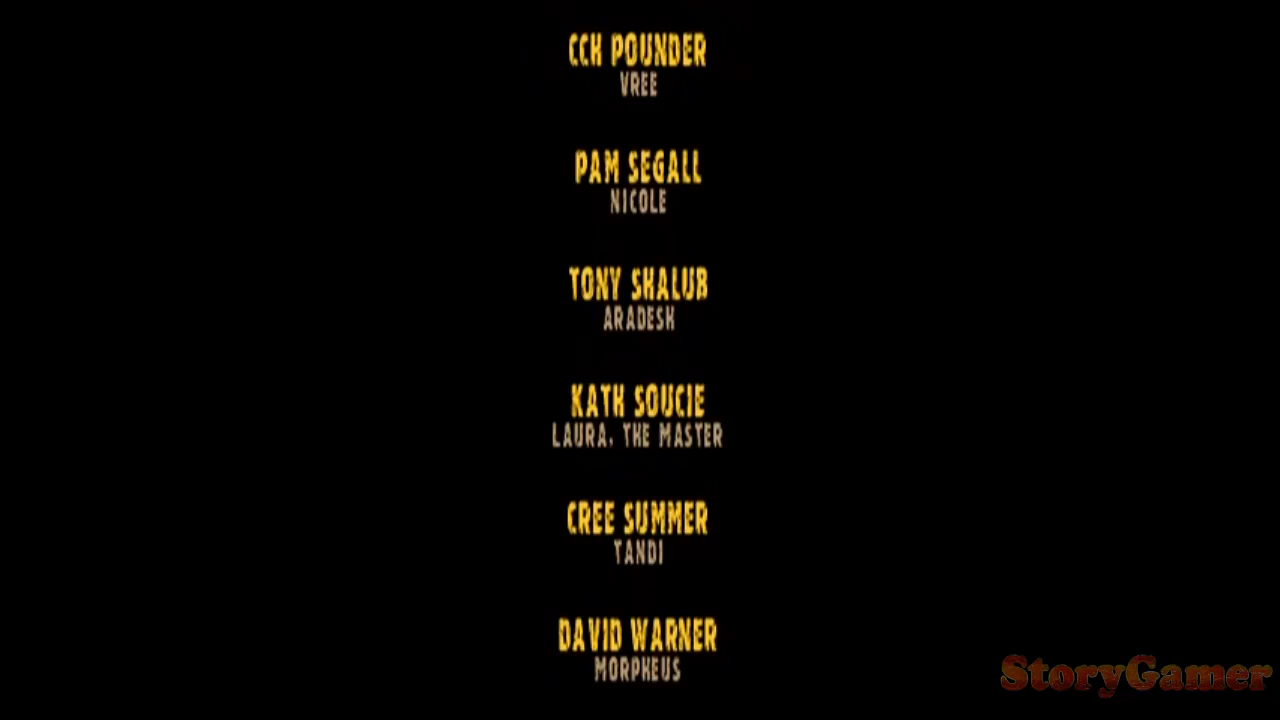 CCH POUNDER
VREE
PAM SEGALL
NICOLE
TONY SHALUB
ARADESH
KATH SOUCIE
LAURA, THE MASTER
CREE SUMMER
TANDI
DAVID WARNER
MORPHEUS
StoryGamer